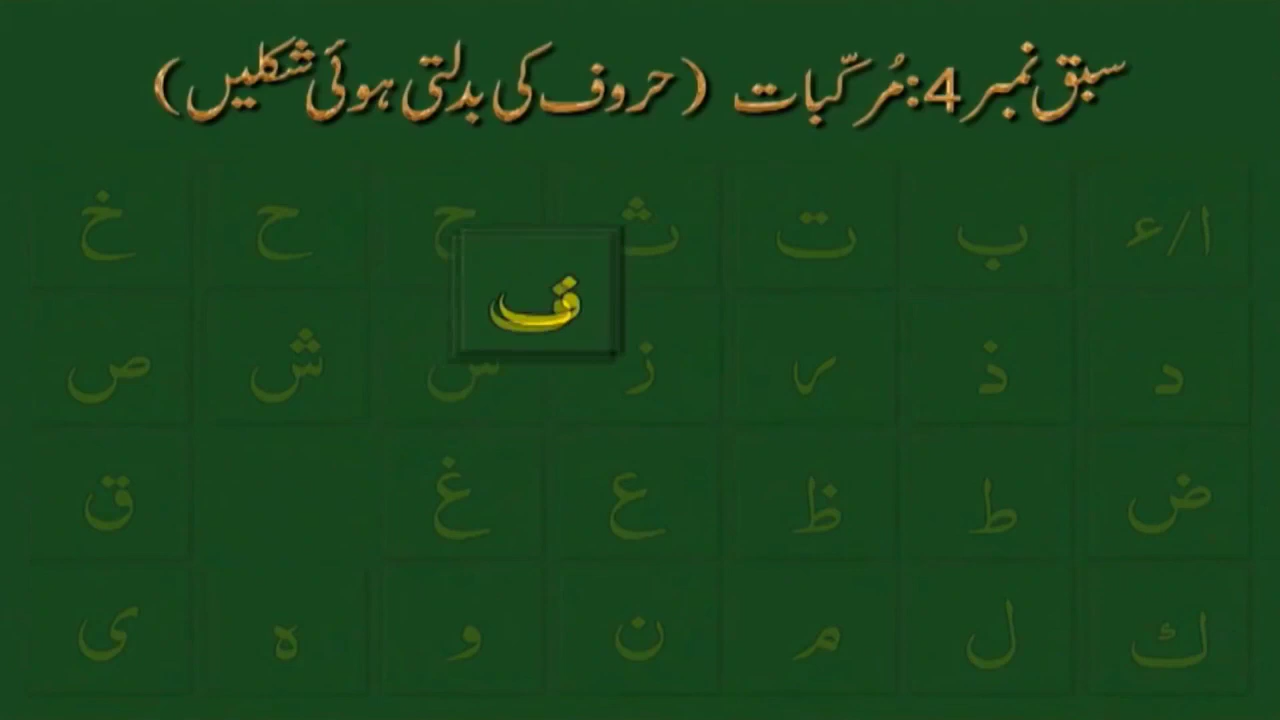 سبق نمبر 4: مُرکّبات (حروف کی بدلتی ہوئی شکلیں)
ا/ء ب ت ث ج ح خ
ف
د ذ ر ز س ش ص
ض ط ظ ع غ ق
ك ل م ن و ہ ی